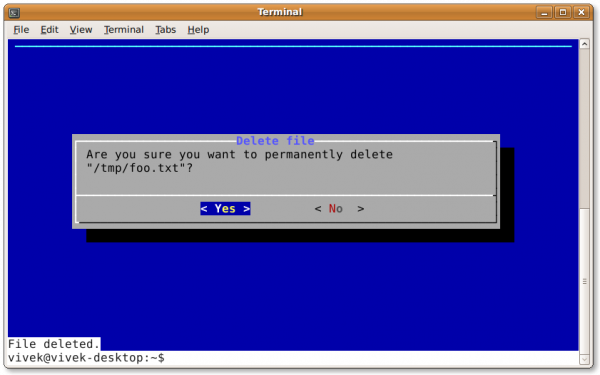 Terminal
File Edit View Terminal Tabs Help
Delete file
Are you sure you want to permanently delete
"/tmp/foo.txt"?
< Yes > < No >
File deleted.
vivek@vivek-desktop:~$